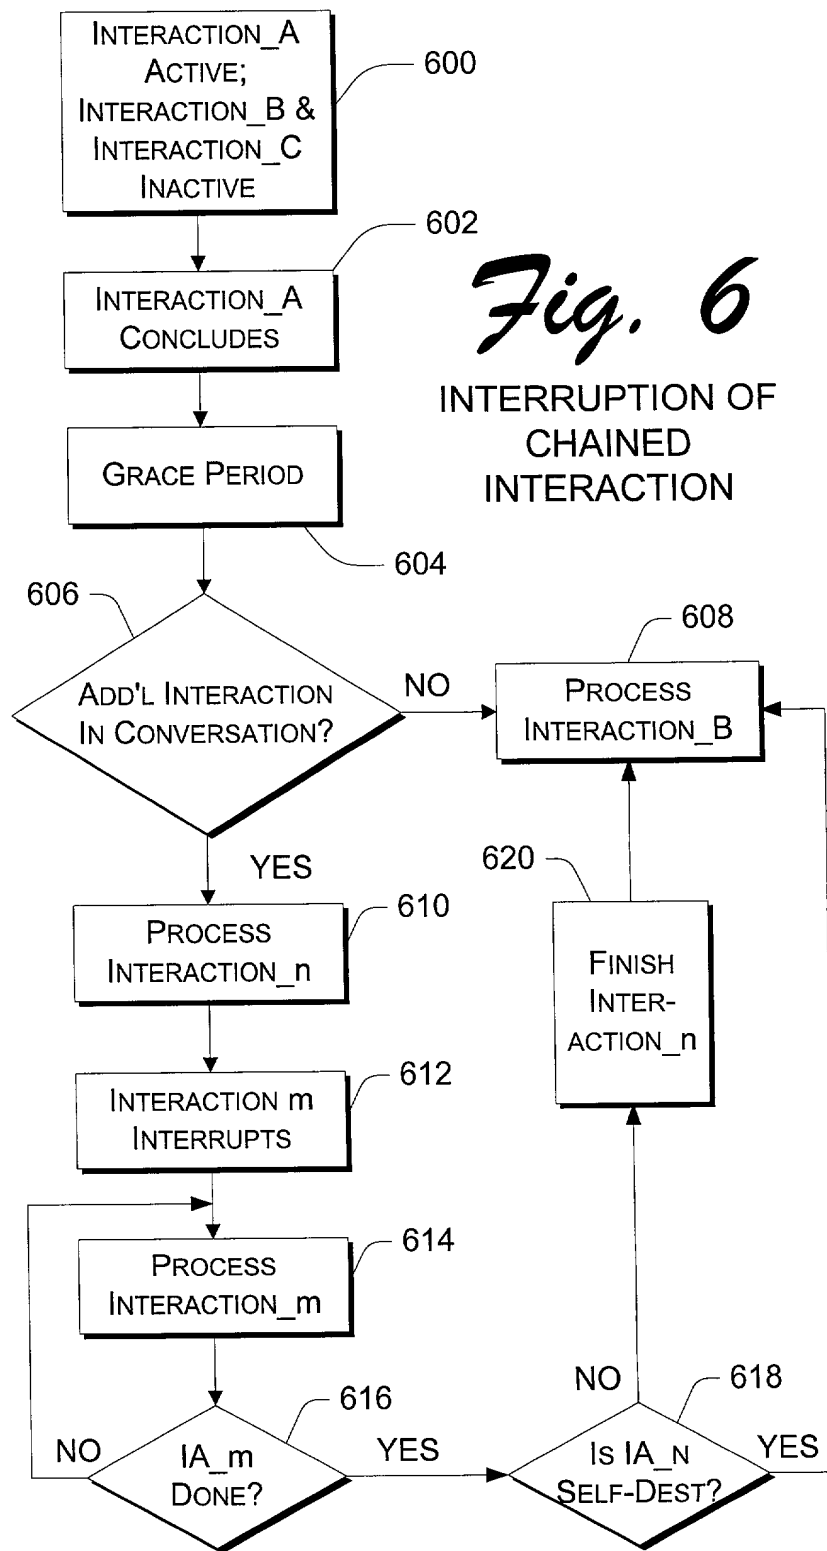 INTERACTION_A
ACTIVE;
INTERACTION_B &
INTERACTION_C
INACTIVE
600
602
INTERACTION_A
CONCLUDES
Fig. 6
INTERRUPTION OF
CHAINED
INTERACTION
GRACE PERIOD
604
606
ADD'L INTERACTION
IN CONVERSATION?
NO
608
PROCESS
INTERACTION_B
YES
610
PROCESS
INTERACTION_n
620
FINISH
INTER-
ACTION_n
612
INTERACTION m
INTERRUPTS
614
PROCESS
INTERACTION_m
616
IA_m
DONE?
NO
YES
618
IS IA_N
SELF-DEST?
NO
YES